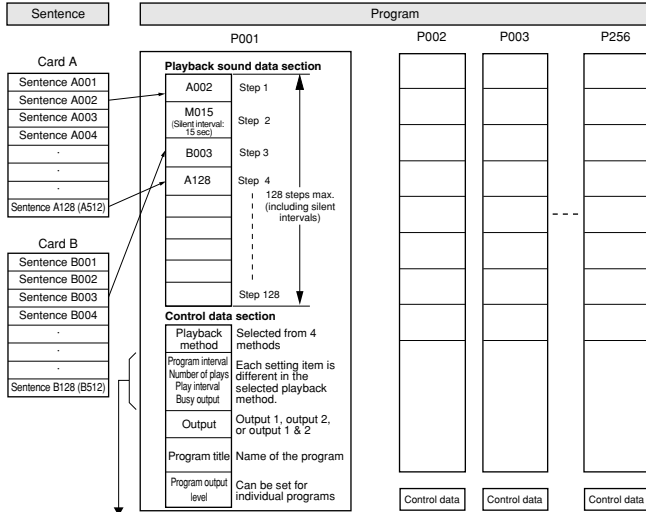 Sentence
Program
Card A
Sentence A001
Sentence A002
Sentence A003
Sentence A004
Sentence A128 (A512)
Card B
Sentence B001
Sentence B002
Sentence B003
Sentence B004
Sentence B128 (B512)
P001
Playback sound data section
A002
Step 1
M015
(Silent interval:
15 sec)
Step 2
B003
Step 3
A128
Step 4
128 steps max.
(including silent
intervals)
Step 128
Control data section
Playback
method
Selected from 4
methods
Program interval
Number of plays
Play interval
Busy output
Each setting item is
different in the
selected playback
method.
Output
Output 1, output 2,
or output 1 & 2
Program title
Name of the program
Program output
level
Can be set for
individual programs
P002
P003
P256
Control data
Control data
Control data